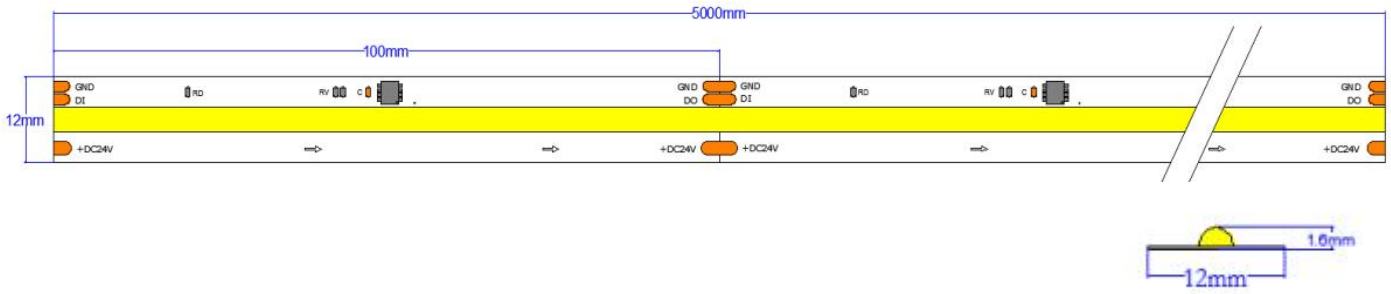 5000mm
100mm
GND RD RV C GND GND RD RV C GND
DI DO DI DO
12mm
+DC24V +DC24V +DC24V +DC24V
1.6mm
12mm